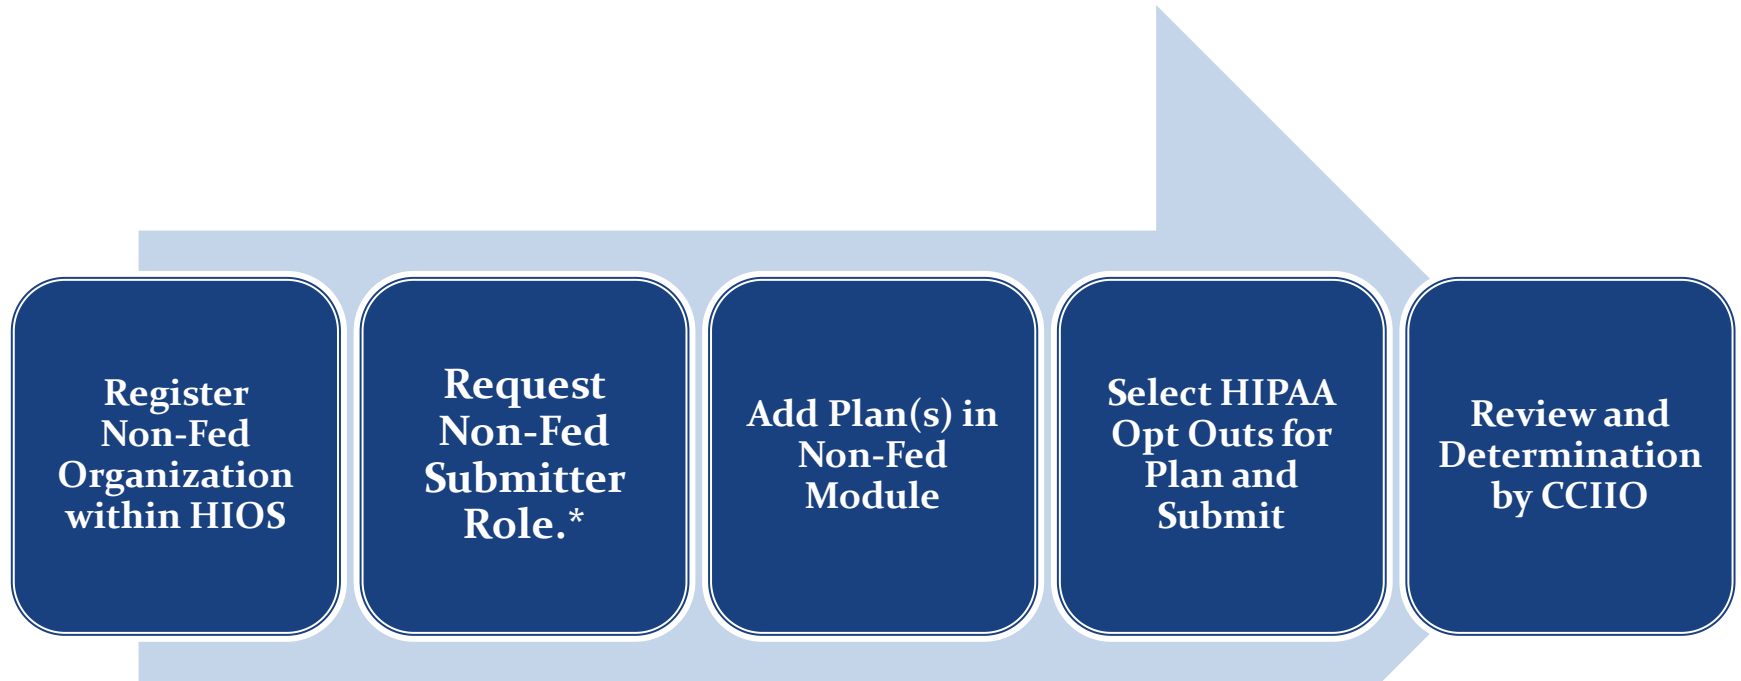 Register
Non-Fed
Organization
within HIOS
Request
Non-Fed
Submitter
Role.*
Add Plan(s) in
Non-Fed
Module
Select HIPAA
Opt Outs for
Plan and
Submit
Review and
Determination
by CCIIO